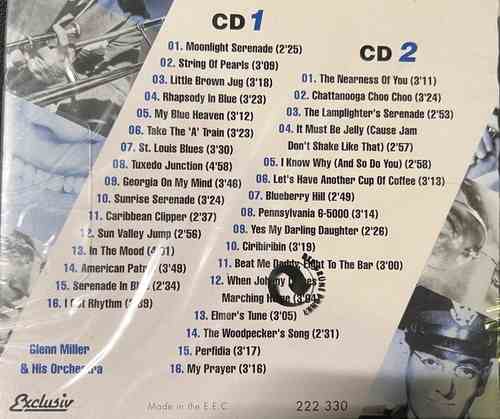 CD 1
01. Moonlight Serenade (2'25)
02. String Of Pearls (3'09)
03. Little Brown Jug (3'18)
04. Rhapsody In Blue (3'23)
05. My Blue Heaven (3'12)
06. Take The 'A' Train (3'23)
07. St. Louis Blues (3'30)
08. Tuxedo Junction (4'58)
09. Georgia On My Mind (3'46)
10. Sunrise Serenade (3'24)
11. Caribbean Clipper (2'37)
12. Sun Valley Jump (2'56)
13. In The Mood
14. American Patrol (3'49)
15. Serenade In Blue (2'34)
16. I Got Rhythm
Glenn Miller
& His Orchestra
CD 2
01. The Nearness Of You (3'11)
02. Chattanooga Choo Choo (3'24)
03. The Lamplighter's Serenade (2'53)
04. It Must Be Jelly (Cause Jam
Don't Shake Like That) (2'57)
05. I Know Why (And So Do You) (2'58)
06. Let's Have Another Cup Of Coffee (3'13)
07. Blueberry Hill (2'49)
08. Pennsylvania 6-5000 (3'14)
09. Yes My Darling Daughter (2'26)
10. Ciribiribin (3'19)
11. Beat Me Daddy Eight To The Bar (3'00)
12. When Johnny Comes
Marching Home (3'04)
13. Elmer's Tune (3'05)
14. The Woodpecker's Song (2'31)
15. Perfidia (3'17)
16. My Prayer (3'16)
Exclusiv
Made in the E.E.C.
222 330